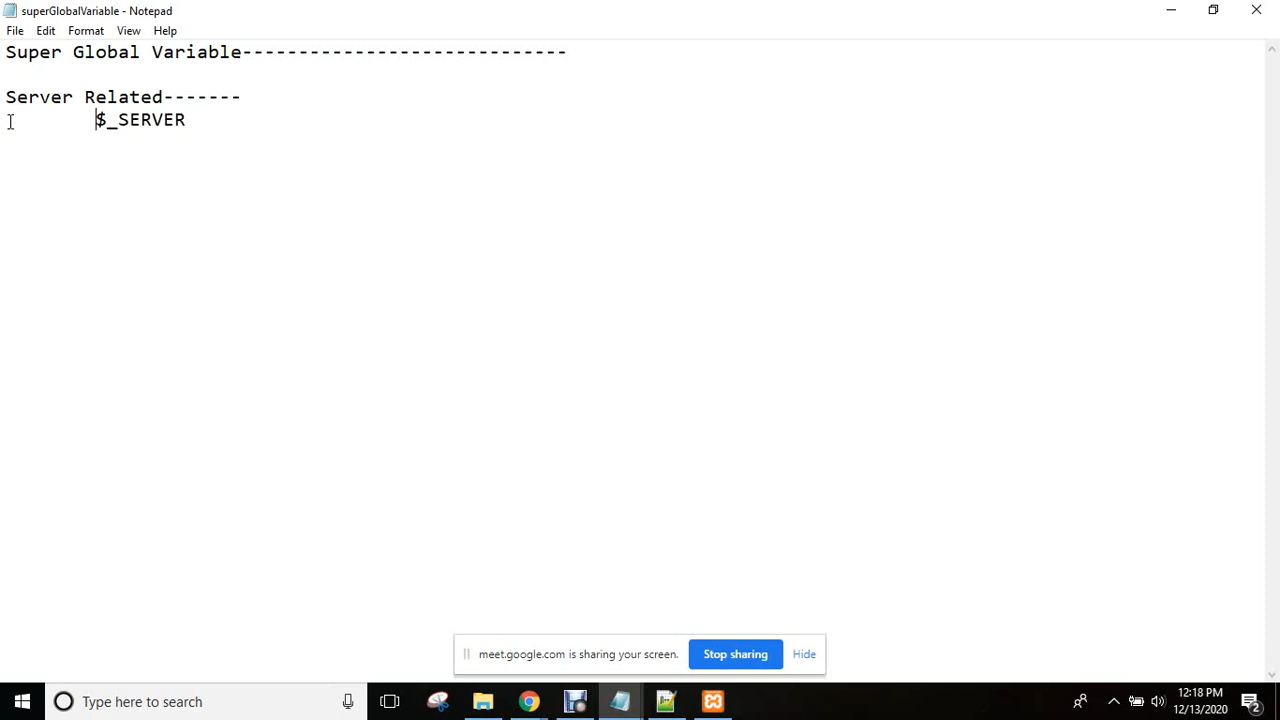 superGlobalVariable - Notepad
File Edit Format View Help
Super Global Variable-----------------------------
Server Related-------
$_SERVER
meet.google.com is sharing your screen. Stop sharing Hide
Type here to search
12:18 PM
12/13/2020
2